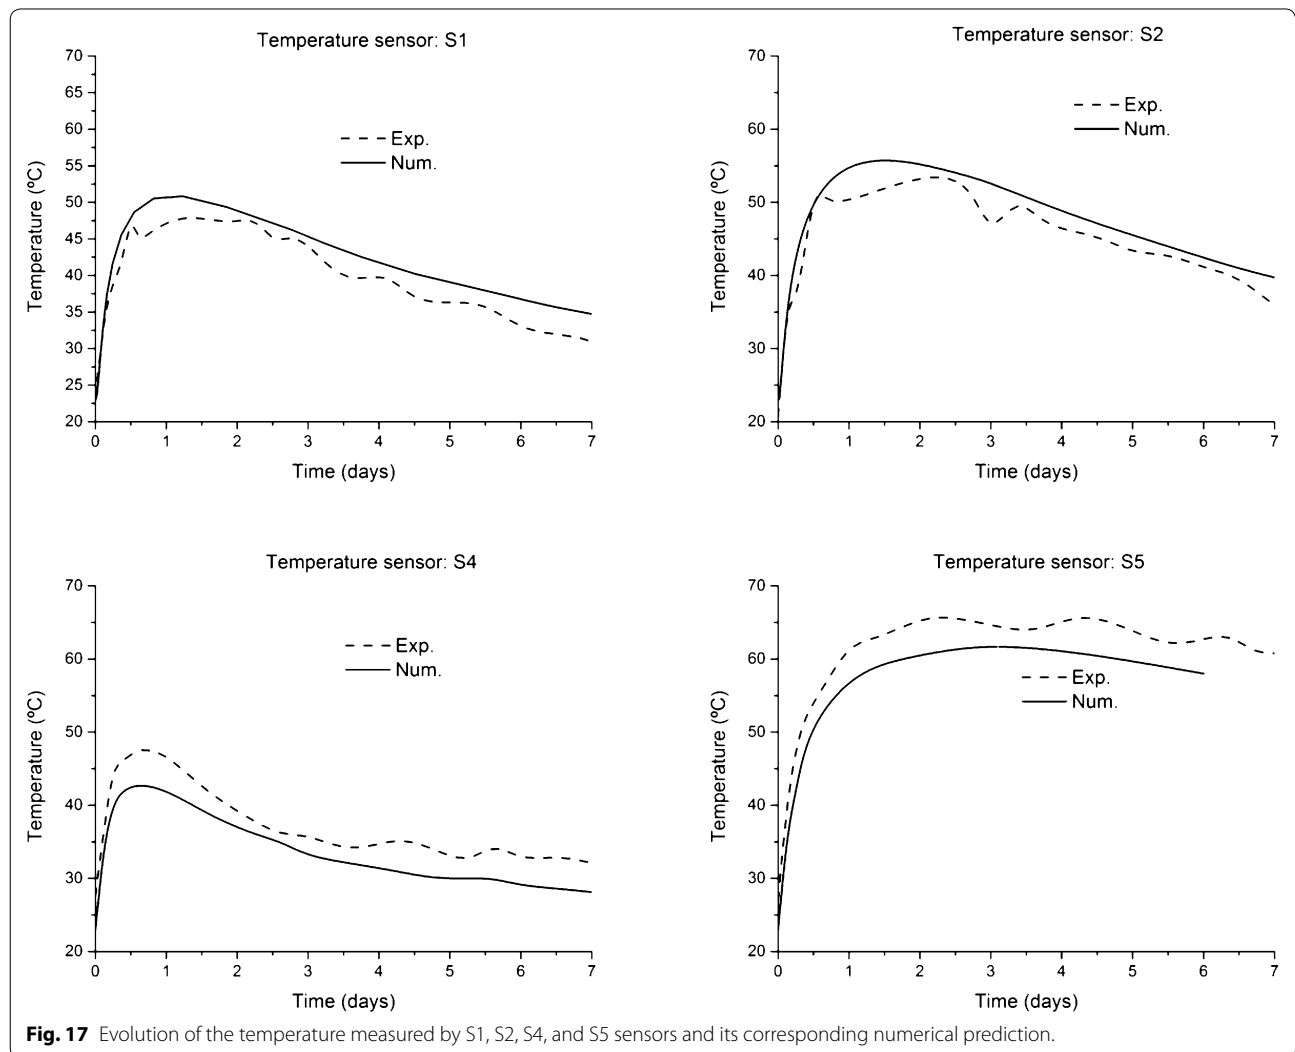 Temperature sensor: S1
70
65
60
55
50
45
40
35
30
25
20
Temperature (ºC)
Exp.
Num.
0 1 2 3 4 5 6 7
Time (days)
Temperature sensor: S2
70
60
50
40
30
20
Temperature (ºC)
Exp.
Num.
0 1 2 3 4 5 6 7
Time (days)
Temperature sensor: S4
70
60
50
40
30
20
Temperature (ºC)
Exp.
Num.
0 1 2 3 4 5 6 7
Time (days)
Temperature sensor: S5
70
60
50
40
30
20
Temperature (ºC)
Exp.
Num.
0 1 2 3 4 5 6 7
Time (days)
Fig. 17 Evolution of the temperature measured by S1, S2, S4, and S5 sensors and its corresponding numerical prediction.